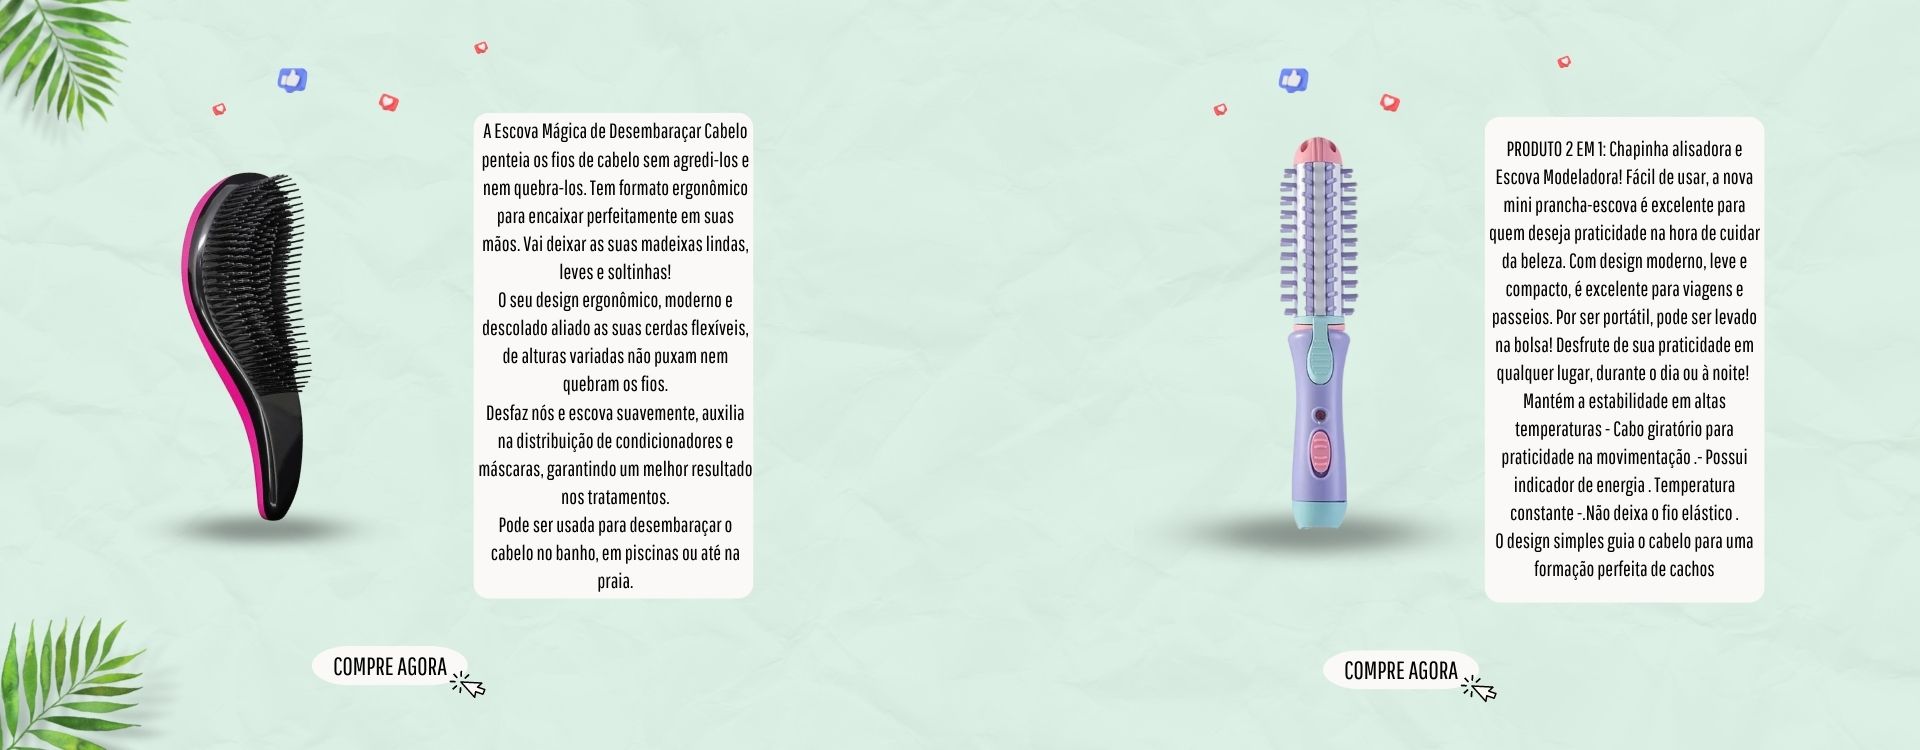 A Escova Mágica de Desembaraçar Cabelo
penteia os fios de cabelo sem agredi-los e
nem quebra-los. Tem formato ergonômico
para encaixar perfeitamente em suas
mãos. Vai deixar as suas madeixas lindas,
leves e soltinhas!
O seu design ergonômico, moderno e
descolado aliado as suas cerdas flexíveis,
de alturas variadas não puxam nem
quebram os fios.
Desfaz nós e escova suavemente, auxilia
na distribuição de condicionadores e
máscaras, garantindo um melhor resultado
nos tratamentos.
Pode ser usada para desembaraçar o
cabelo no banho, em piscinas ou até na
praia.
COMPRE AGORA
PRODUTO 2 EM 1: Chapinha alisadora e
Escova Modeladora! Fácil de usar, a nova
mini prancha-escova é excelente para
quem deseja praticidade na hora de cuidar
da beleza. Com design moderno, leve e
compacto, é excelente para viagens e
passeios. Por ser portátil, pode ser levado
na bolsa! Desfrute de sua praticidade em
qualquer lugar, durante o dia ou à noite!
Mantém a estabilidade em altas
temperaturas - Cabo giratório para
praticidade na movimentação .- Possui
indicador de energia . Temperatura
constante -.Não deixa o fio elástico .
O design simples guia o cabelo para uma
formação perfeita de cachos
COMPRE AGORA